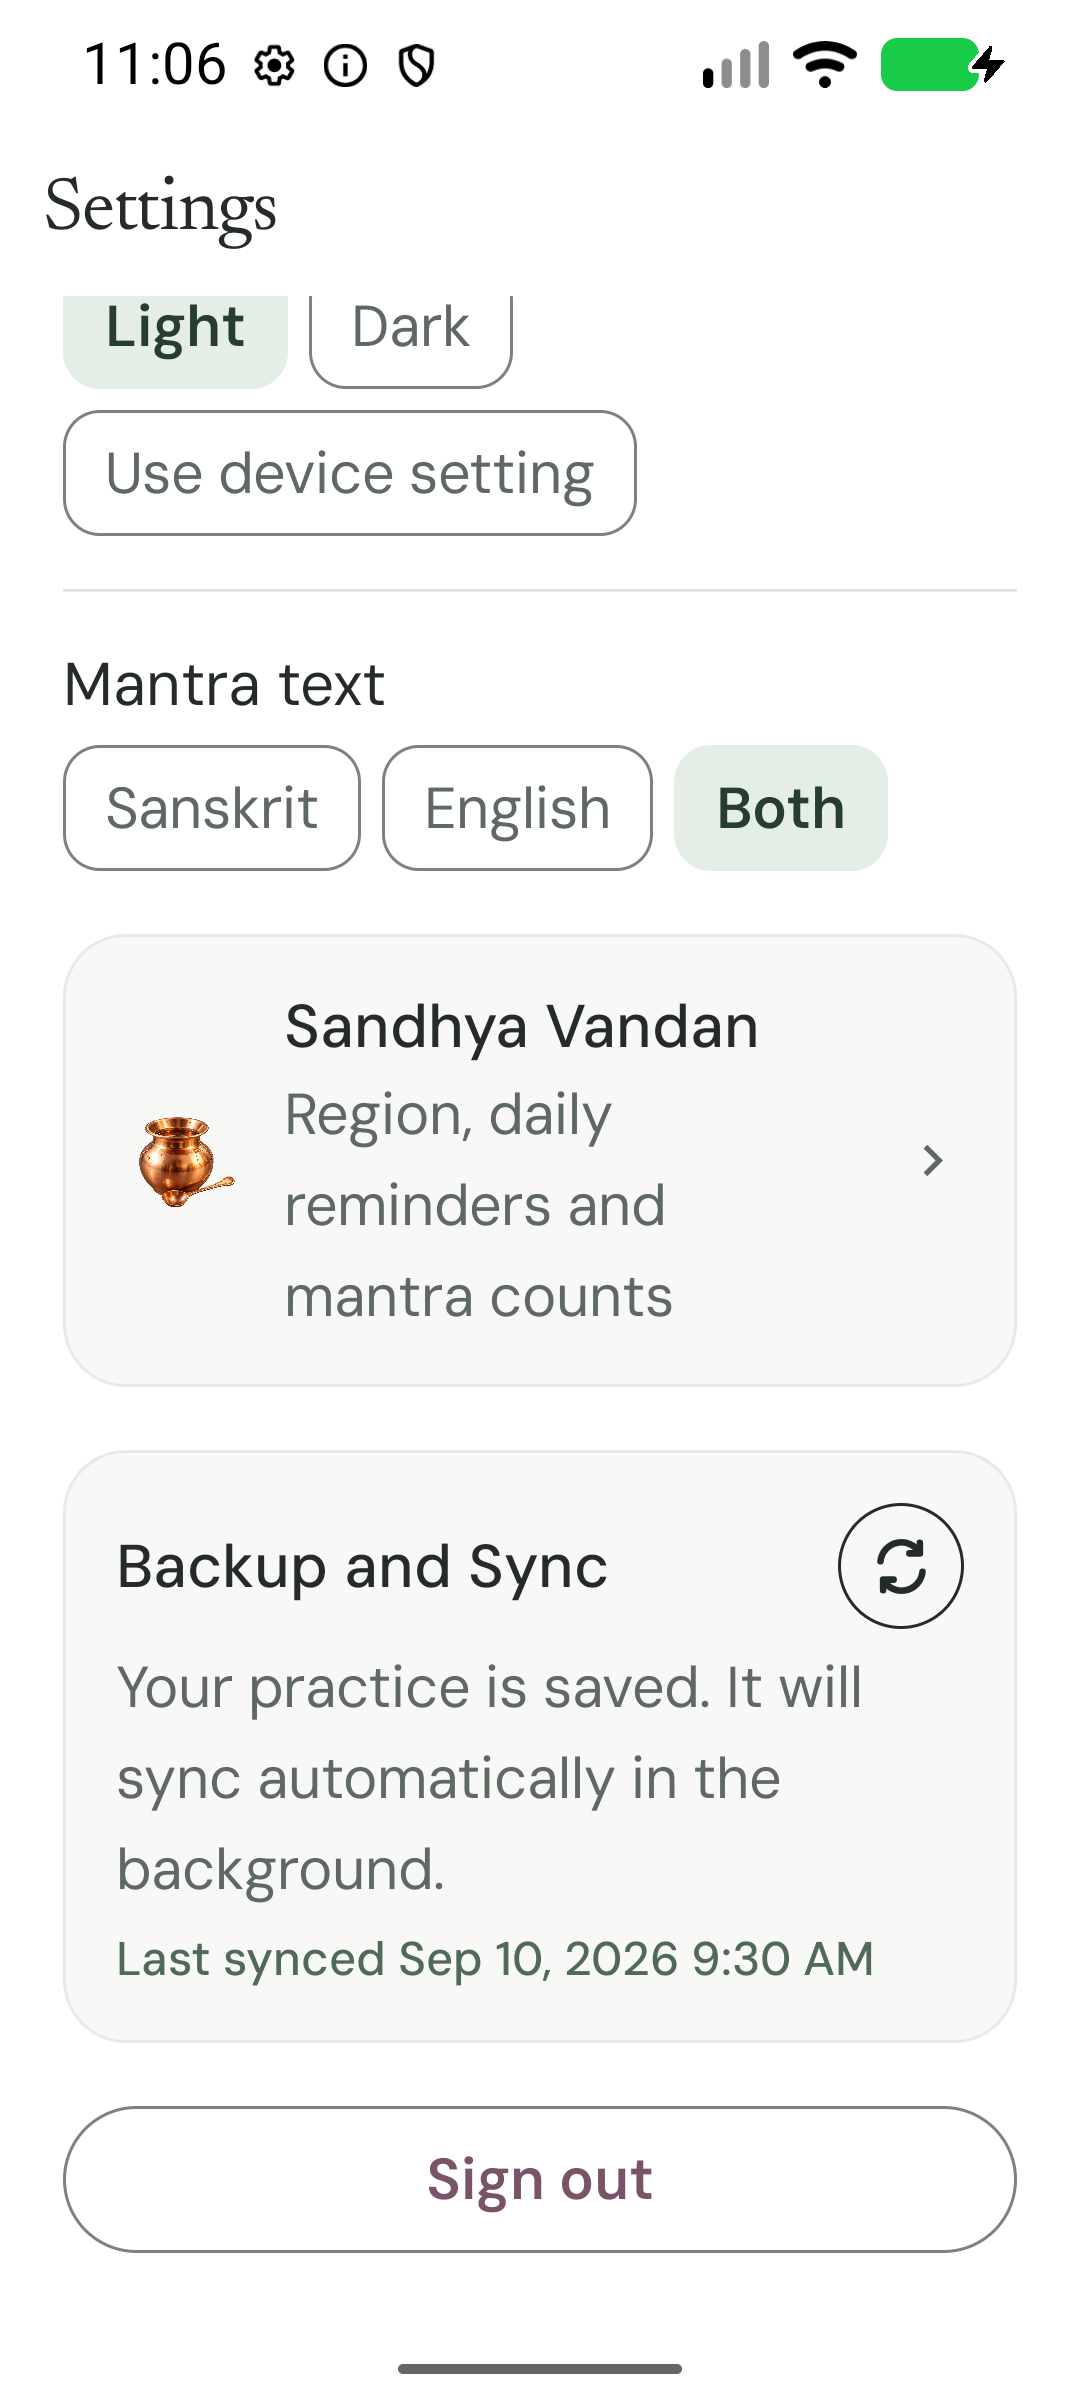 11:06
Settings
Light Dark
Use device setting
Mantra text
Sanskrit English Both
Sandhya Vandan
Region, daily
reminders and
mantra counts
Backup and Sync
Your practice is saved. It will
sync automatically in the
background.
Last synced Sep 10, 2026 9:30 AM
Sign out